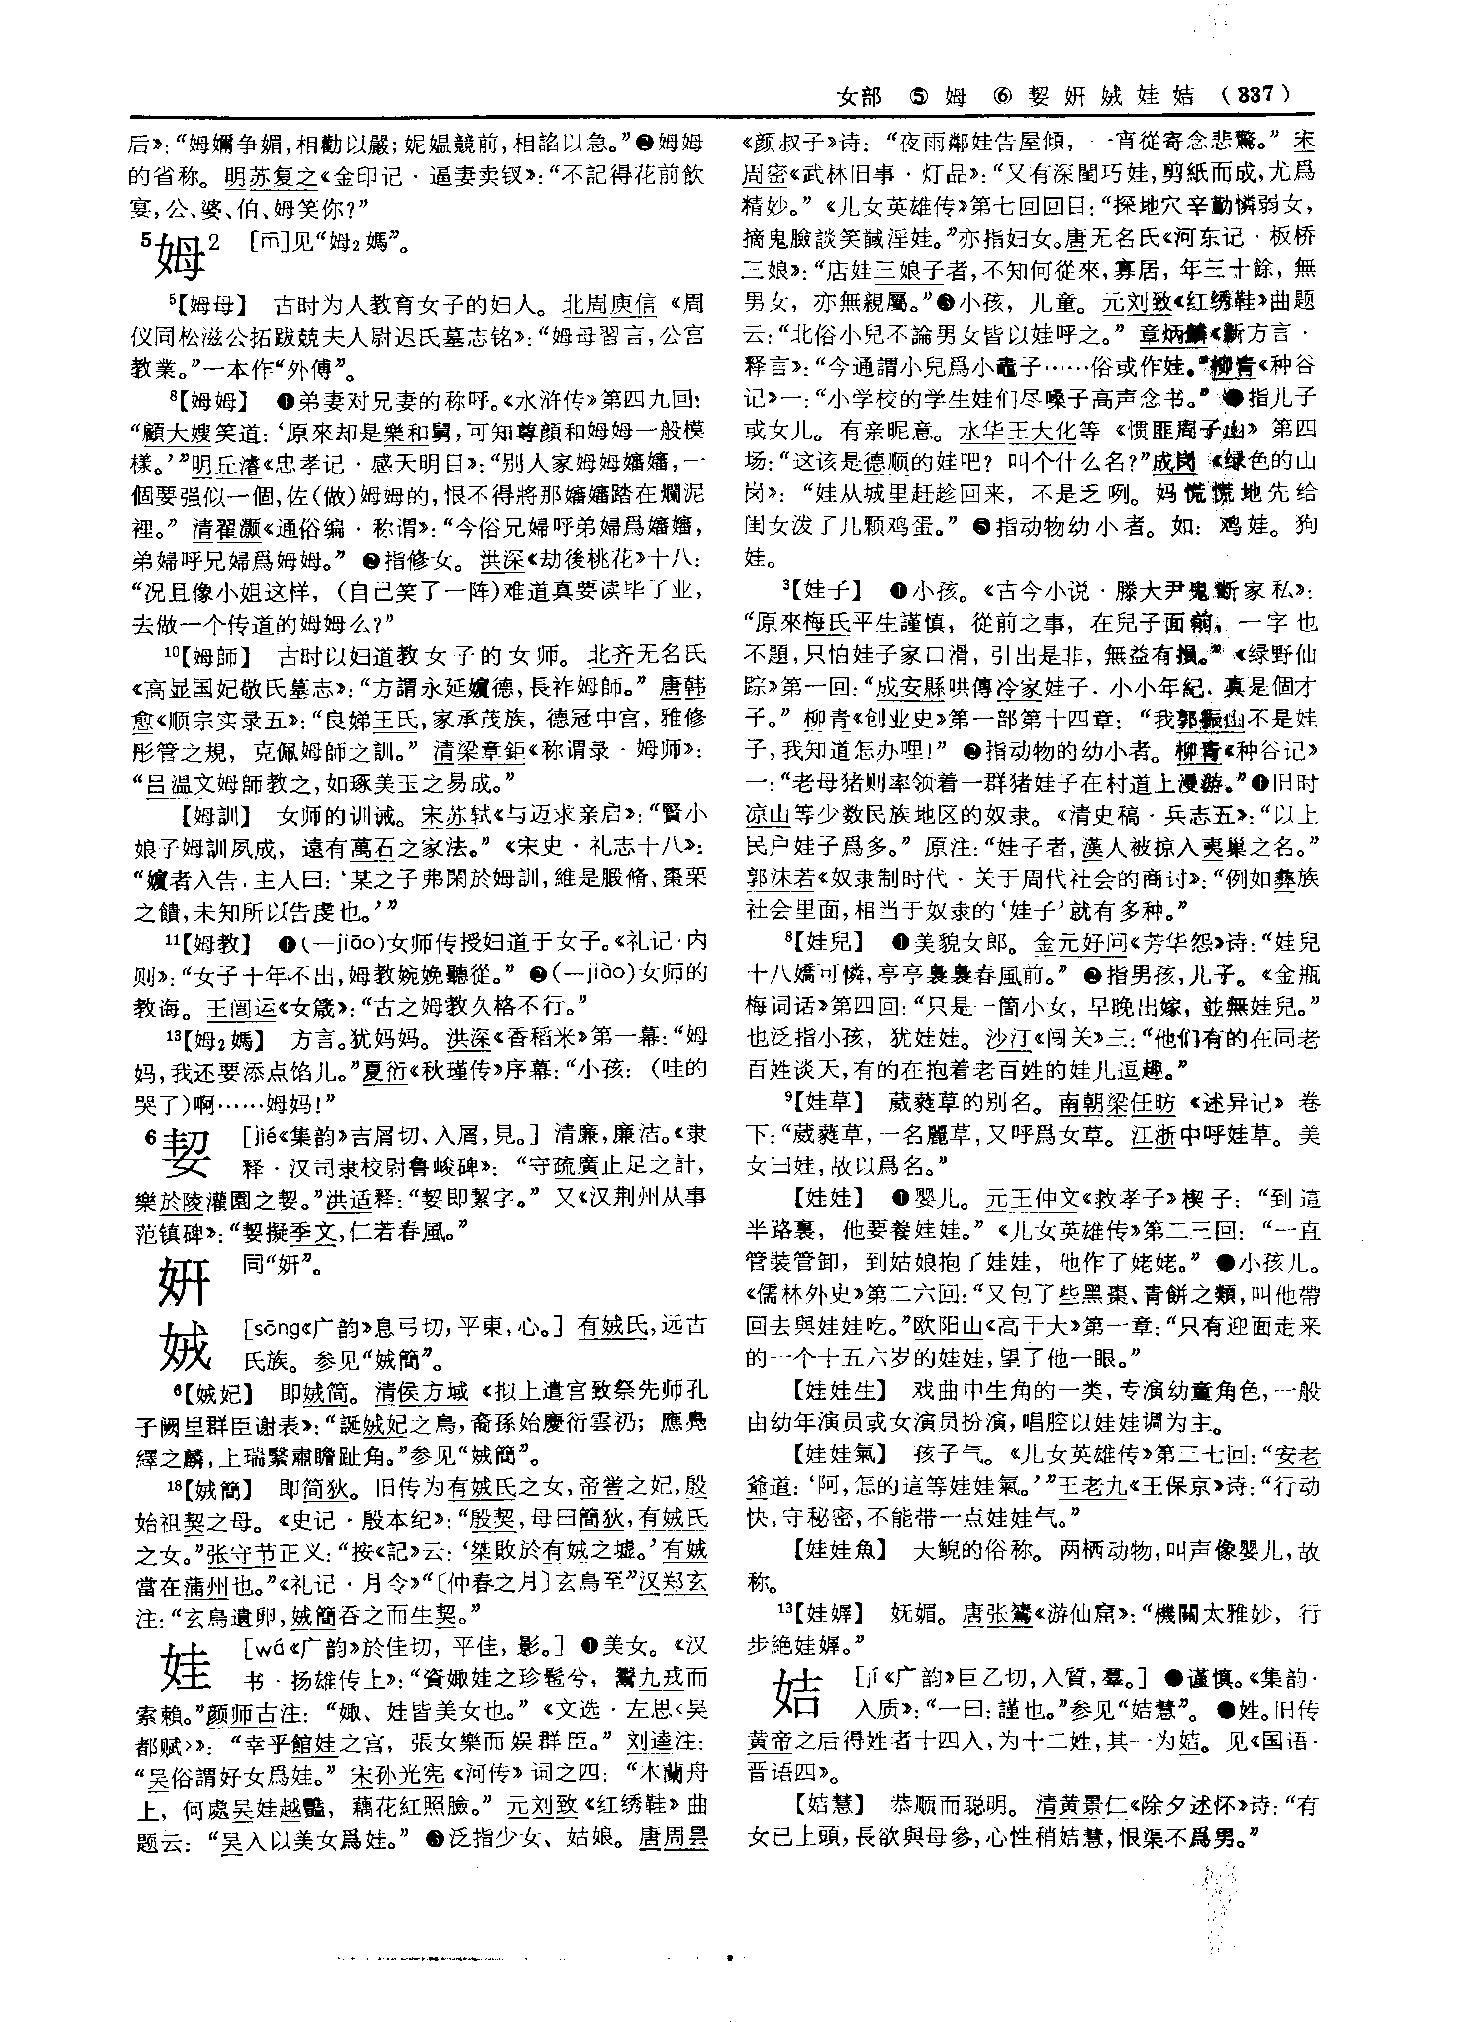 女部 ⑤ 姆 ⑥ 㛃 妍 娀 娃 姞 (337)
后》：“姆嬭争媚，相勸以嚴；妮媪競前，相諂以急。”❷姆姆
的省称。明苏复之《金印记·逼妻卖钗》：“不記得花前飲
宴，公、婆、伯、姆笑你？”
5姆2 [m̅]见“姆₂媽”。
⁵【姆母】 古时为人教育女子的妇人。北周庾信《周
仪同松滋公拓跋兢夫人尉迟氏墓志铭》：“姆母習言，公宫
教業。”一本作“外傅”。
⁸【姆姆】 ❶弟妻对兄妻的称呼。《水浒传》第四九回：
“顧大嫂笑道：‘原來却是樂和舅，可知尊顔和姆姆一般模
樣。’”明丘濬《忠孝记·感天明目》：“别人家姆姆嬸嬸，一
個要强似一個，佐（做）姆姆的，恨不得將那嬸嬸踏在爛泥
裡。” 清翟灏《通俗编·称谓》：“今俗兄婦呼弟婦爲嬸嬸，
弟婦呼兄婦爲姆姆。” ❷指修女。洪深《劫後桃花》十八：
“况且像小姐这样，（自己笑了一阵）难道真要读毕了业，
去做一个传道的姆姆么？”
¹⁰【姆師】 古时以妇道教女子的女师。北齐无名氏
《高显国妃敬氏墓志》：“方謂永延嬪德，長祚姆師。” 唐韩
愈《顺宗实录五》：“良娣王氏，家承茂族，德冠中宫，雅修
彤管之規，克佩姆師之訓。” 清梁章鉅《称谓录·姆师》：
“吕温文姆師教之，如琢美玉之易成。”
【姆訓】 女师的训诫。宋苏轼《与迈求亲启》：“賢小
娘子姆訓夙成，遠有萬石之家法。” 《宋史·礼志十八》：
“嬪者入告，主人曰：‘某之子弗閑於姆訓，維是腶脩、棗栗
之饋，未知所以告虔也。’”
¹¹【姆教】 ❶（—jiāo）女师传授妇道于女子。《礼记·内
则》：“女子十年不出，姆教婉娩聽從。” ❷（—jiào）女师的
教诲。王闿运《女箴》：“古之姆教久格不行。”
¹³【姆₂媽】 方言。犹妈妈。洪深《香稻米》第一幕：“姆
妈，我还要添点馅儿。”夏衍《秋瑾传》序幕：“小孩：（哇的
哭了）啊……姆妈！”
6㛃 [jié《集韵》吉屑切，入屑，見。] 清廉，廉洁。《隶
释·汉司隶校尉鲁峻碑》：“守疏廣止足之計，
樂於陵灌園之㛃。”洪适释：“㛃即絜字。” 又《汉荆州从事
范镇碑》：“㛃擬季文，仁若春風。”
妍 同“妍”。
娀 [sōng《广韵》息弓切，平東，心。] 有娀氏，远古
氏族。参见“娀簡”。
⁶【娀妃】 即娀简。清侯方域《拟上遣官致祭先师孔
子阙里群臣谢表》：“誕娀妃之鳥，裔孫始慶衍雲礽；應堯
繹之麟，上瑞繄肅瞻趾角。”参见“娀簡”。
¹⁸【娀簡】 即简狄。旧传为有娀氏之女，帝喾之妃，殷
始祖契之母。《史记·殷本纪》：“殷契，母曰簡狄，有娀氏
之女。”张守节正义：“按《記》云：‘桀敗於有娀之墟。’有娀
當在蒲州也。”《礼记·月令》“〔仲春之月〕玄鳥至”汉郑玄
注：“玄鳥遺卵，娀簡吞之而生契。”
娃 [wá《广韵》於佳切，平佳，影。] ❶美女。《汉
书·扬雄传上》：“資娵娃之珍髢兮，鬻九戎而
索賴。”颜师古注：“娵、娃皆美女也。” 《文选·左思〈吴
都赋〉》：“幸乎館娃之宫，張女樂而娱群臣。” 刘逵注：
“吴俗謂好女爲娃。” 宋孙光宪《河传》词之四：“木蘭舟
上，何處吴娃越豔，藕花紅照臉。” 元刘致《红绣鞋》曲
题云：“吴人以美女爲娃。” ❷泛指少女、姑娘。唐周昙
《颜叔子》诗：“夜雨鄰娃告屋傾，一宵從寄念悲驚。” 宋
周密《武林旧事·灯品》：“又有深閨巧娃，剪紙而成，尤爲
精妙。” 《儿女英雄传》第七回回目：“探地穴辛勤憐弱女，
摘鬼臉談笑馘淫娃。”亦指妇女。唐无名氏《河东记·板桥
三娘》：“店娃三娘子者，不知何從來，寡居，年三十餘，無
男女，亦無親屬。”❸小孩，儿童。元刘致《红绣鞋》曲题
云：“北俗小兒不論男女皆以娃呼之。” 章炳麟《新方言·
释言》：“今通謂小兒爲小鼃子……俗或作娃。”柳青《种谷
记》一：“小学校的学生娃们尽嗓子高声念书。” ❹指儿子
或女儿。有亲昵意。水华王大化等《惯匪周子山》第四
场：“这该是德顺的娃吧？叫个什么名？”成岗《绿色的山
岗》：“娃从城里赶趁回来，不是乏咧。妈慌慌地先给
闺女泼了几颗鸡蛋。” ❺指动物幼小者。如：鸡娃。狗
娃。
³【娃子】 ❶小孩。《古今小说·滕大尹鬼断家私》：
“原來梅氏平生謹慎，從前之事，在兒子面前，一字也
不題，只怕娃子家口滑，引出是非，無益有損。” 《绿野仙
踪》第一回：“成安縣哄傳冷家娃子，小小年紀，真是個才
子。” 柳青《创业史》第一部第十四章：“我郭振山不是娃
子，我知道怎办哩！” ❷指动物的幼小者。柳青《种谷记》
一：“老母猪则率领着一群猪娃子在村道上漫游。”❸旧时
凉山等少数民族地区的奴隶。《清史稿·兵志五》：“以上
民户娃子爲多。” 原注：“娃子者，漢人被掠入夷巢之名。”
郭沫若《奴隶制时代·关于周代社会的商讨》：“例如彝族
社会里面，相当于奴隶的‘娃子’就有多种。”
⁸【娃兒】 ❶美貌女郎。金元好问《芳华怨》诗：“娃兒
十八嬌可憐，亭亭裊裊春風前。” ❷指男孩，儿子。《金瓶
梅词话》第四回：“只是一箇小女，早晚出嫁，並無娃兒。”
也泛指小孩，犹娃娃。沙汀《闯关》三：“他们有的在同老
百姓谈天，有的在抱着老百姓的娃儿逗趣。”
⁹【娃草】 葳蕤草的别名。南朝梁任昉《述异记》卷
下：“葳蕤草，一名麗草，又呼爲女草。江浙中呼娃草。美
女曰娃，故以爲名。”
【娃娃】 ❶婴儿。元王仲文《救孝子》楔子：“到這
半路裏，他要養娃娃。” 《儿女英雄传》第二三回：“一直
管装管卸，到姑娘抱了娃娃，他作了姥姥。” ❷小孩儿。
《儒林外史》第二六回：“又包了些黑棗、青餅之類，叫他帶
回去與娃娃吃。”欧阳山《高干大》第一章：“只有迎面走来
的一个十五六岁的娃娃，望了他一眼。”
【娃娃生】 戏曲中生角的一类，专演幼童角色，一般
由幼年演员或女演员扮演，唱腔以娃娃调为主。
【娃娃氣】 孩子气。《儿女英雄传》第三七回：“安老
爺道：‘阿，怎的這等娃娃氣。’”王老九《王保京》诗：“行动
快，守秘密，不能带一点娃娃气。”
【娃娃魚】 大鲵的俗称。两栖动物，叫声像婴儿，故
称。
¹³【娃嬶】 妩媚。唐张鷟《游仙窟》：“機關太雅妙，行
步絶娃嬶。”
姞 [jí《广韵》巨乙切，入質，羣。] ❶谨慎。《集韵·
入质》：“一曰：謹也。”参见“姞慧”。 ❷姓。旧传
黄帝之后得姓者十四人，为十二姓，其一为姞。见《国语·
晋语四》。
【姞慧】 恭顺而聪明。清黄景仁《除夕述怀》诗：“有
女已上頭，長欲與母參，心性稍姞慧，恨渠不爲男。”